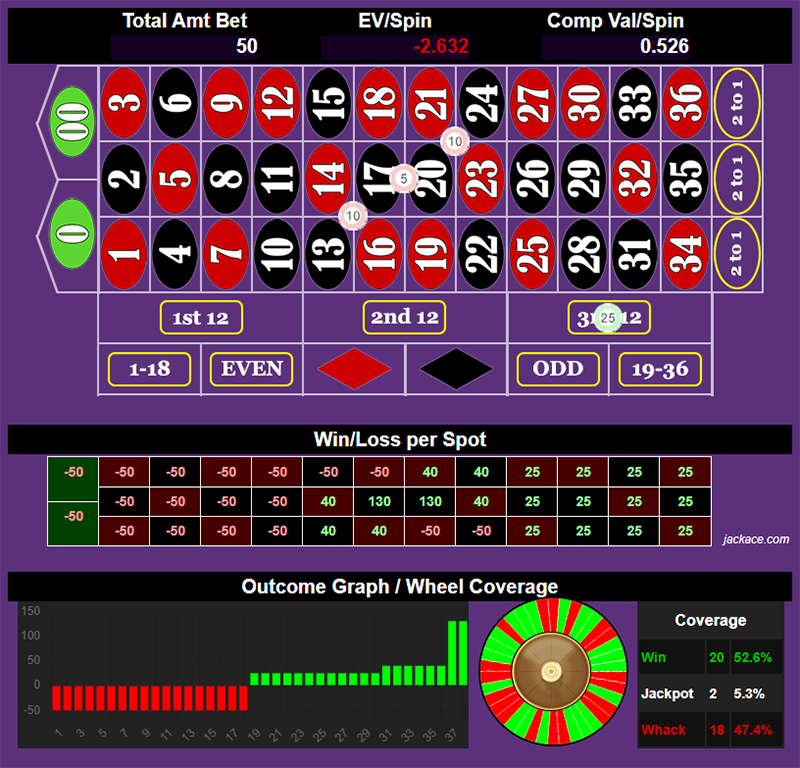 Total Amt Bet EV/Spin Comp Val/Spin
50 -2.632 0.526
00 3 6 9 12 15 18 21 24 27 30 33 36 2 to 1
10
2 5 8 11 14 17 5 20 23 26 29 32 35 2 to 1
10
0 1 4 7 10 13 16 19 22 25 28 31 34 2 to 1
1st 12 2nd 12 3 25 12
1-18 EVEN ODD 19-36
Win/Loss per Spot
-50 -50 -50 -50 -50 -50 -50 40 40 25 25 25 25
-50 -50 -50 -50 40 130 130 40 25 25 25 25
-50 -50 -50 -50 -50 40 40 -50 -50 25 25 25 25
jackace.com
Outcome Graph / Wheel Coverage
150
100
50
0
-50
1 3 5 7 9 11 13 15 17 19 21 23 25 27 29 31 33 35 37
Coverage
Win 20 52.6%
Jackpot 2 5.3%
Whack 18 47.4%